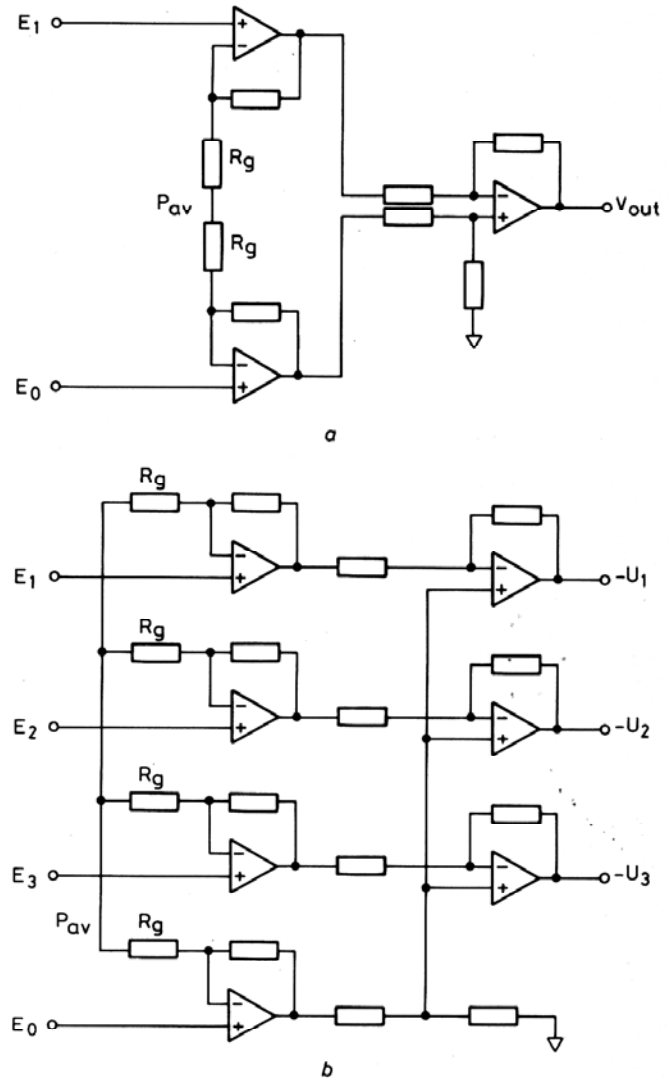 E1
+
−
Rg
Pav
Rg
−
+
Vout
−
+
E0
a
Rg
−
+
E1
−
+
-U1
Rg
−
+
E2
−
+
-U2
Rg
−
+
E3
−
+
-U3
Pav
Rg
−
+
E0
b